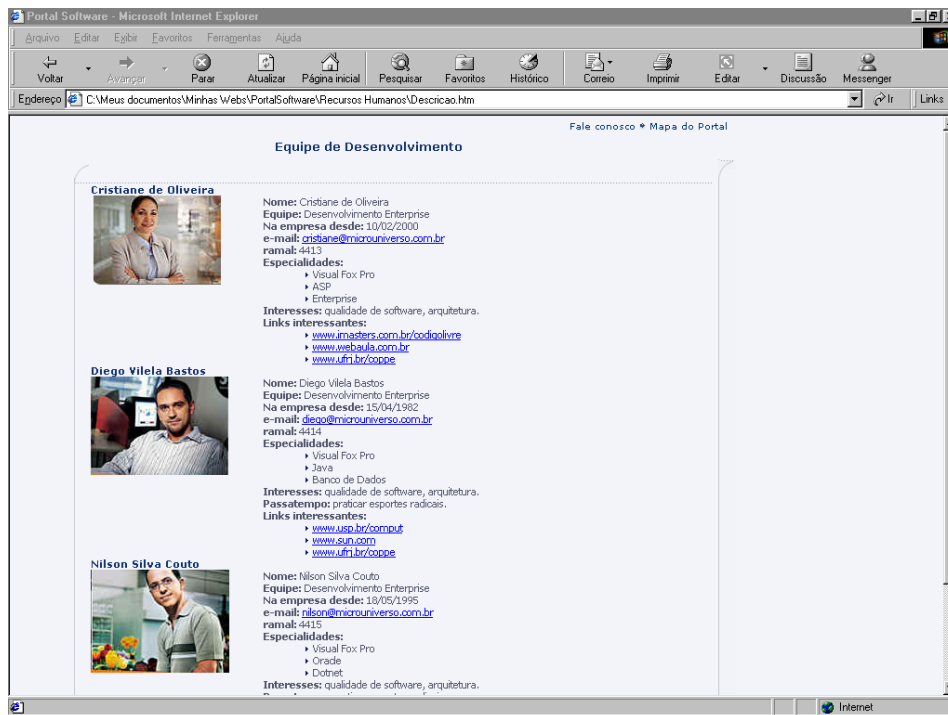 Portal Software - Microsoft Internet Explorer
Arquivo Editar Exibir Favoritos Ferramentas Ajuda
Voltar Avançar Parar Atualizar Página inicial Pesquisar Favoritos Histórico Correio Imprimir Editar Discussão Messenger
Endereço C:\Meus documentos\Minhas Webs\PortalSoftware\Recursos Humanos\Descricao.htm Ir Links
Fale conosco Mapa do Portal
Equipe de Desenvolvimento
Cristiane de Oliveira
Nome: Cristiane de Oliveira
Equipe: Desenvolvimento Enterprise
Na empresa desde: 10/02/2000
e-mail: cristiane@microuniverso.com.br
ramal: 4413
Especialidades:
Visual Fox Pro
ASP
Enterprise
Interesses: qualidade de software, arquitetura.
Links interessantes:
www.imasters.com.br/codigolivre
www.webaula.com.br
www.ufrj.br/coppe
Diego Vilela Bastos
Nome: Diego Vilela Bastos
Equipe: Desenvolvimento Enterprise
Na empresa desde: 15/04/1982
e-mail: diego@microuniverso.com.br
ramal: 4414
Especialidades:
Visual Fox Pro
Java
Banco de Dados
Interesses: qualidade de software, arquitetura.
Passatempo: praticar esportes radicais.
Links interessantes:
www.usp.br/comput
www.sun.com
www.ufrj.br/coppe
Nilson Silva Couto
Nome: Nilson Silva Couto
Equipe: Desenvolvimento Enterprise
Na empresa desde: 18/05/1995
e-mail: nilson@microuniverso.com.br
ramal: 4415
Especialidades:
Visual Fox Pro
Oracle
Dotnet
Interesses: qualidade de software, arquitetura.
Internet